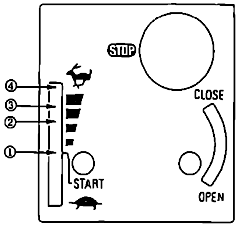 ④
STOP
③
CLOSE
②
①
START
OPEN